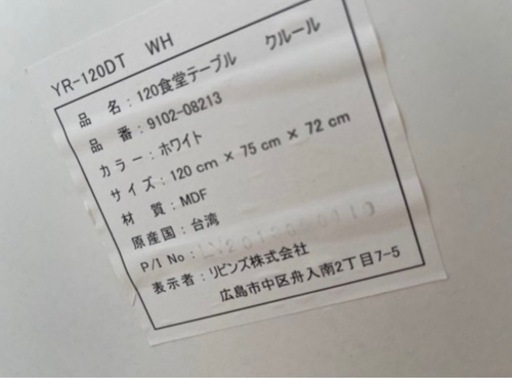 YR-120DT WH
品 名：120食堂テーブル クルール
品 番：9102-08213
カラー：ホワイト
サイズ：120 cm × 75 cm × 72 cm
材 質：MDF
原産国：台湾
P/I No：
表示者：リビンズ株式会社
広島市中区舟入南2丁目7-5